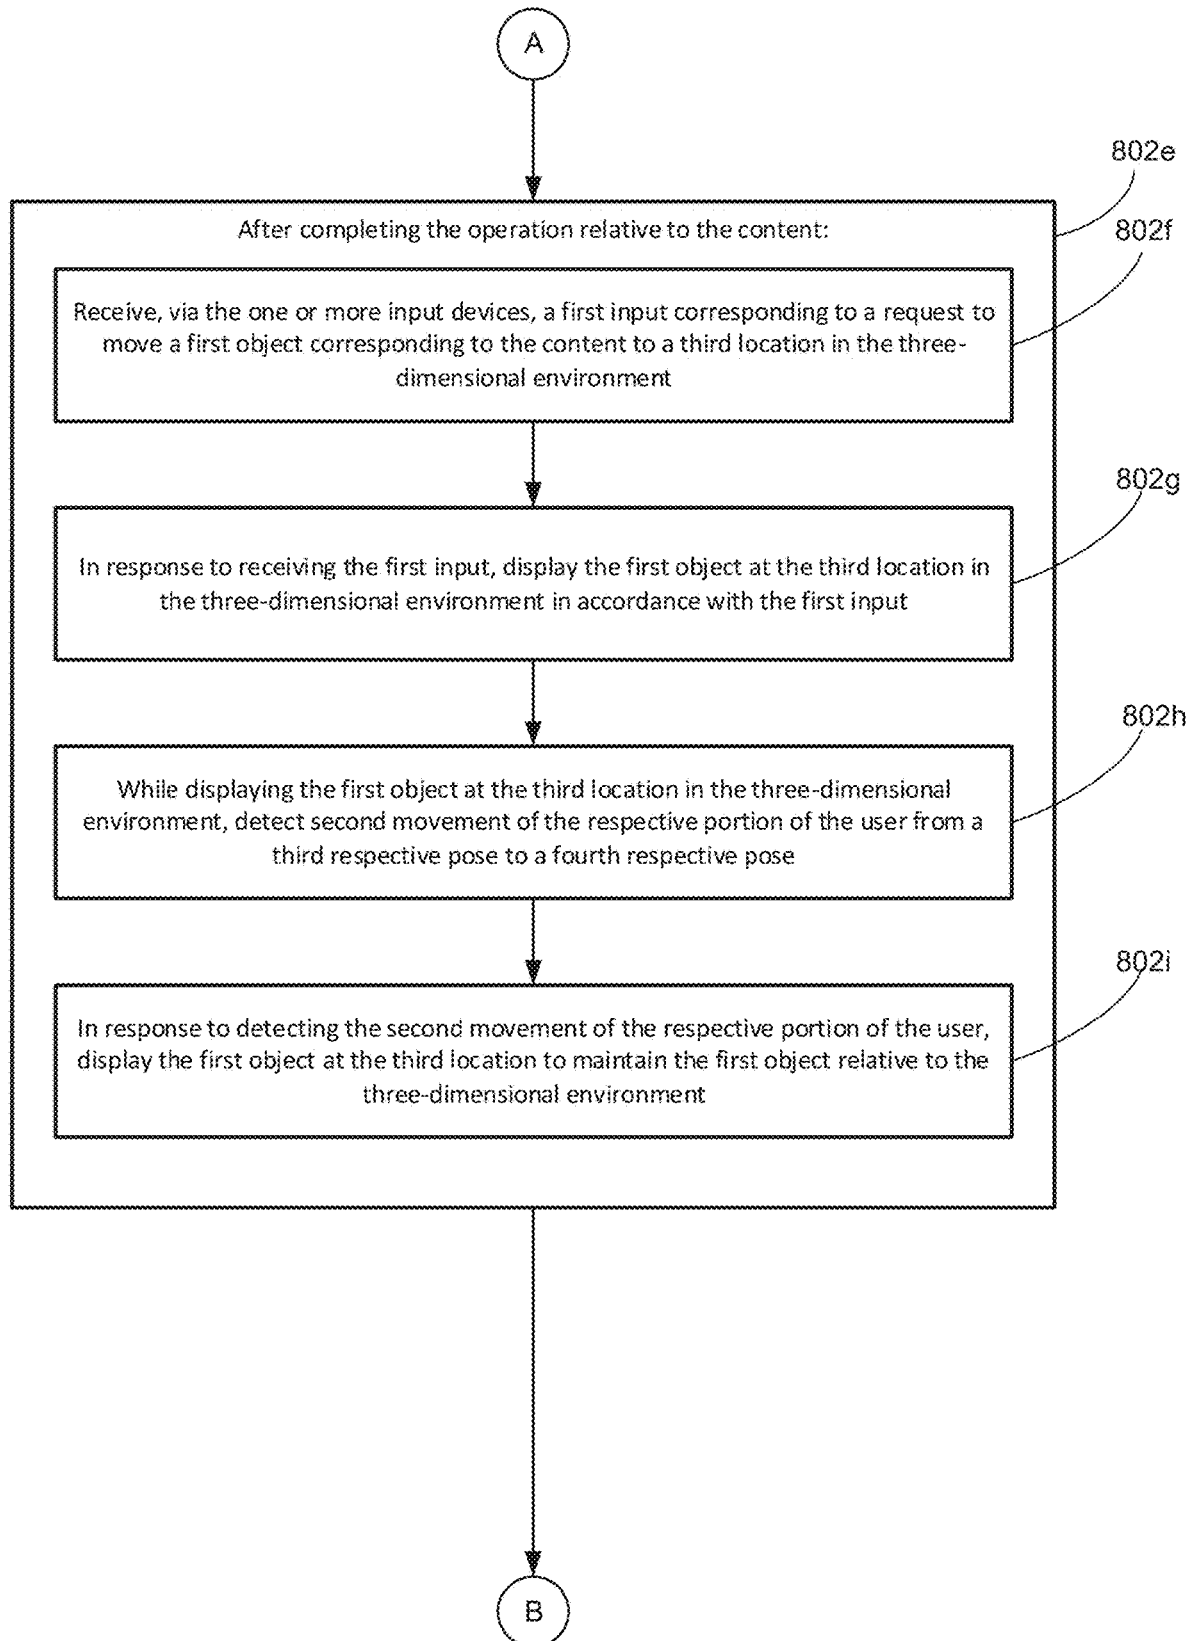 A
802e
After completing the operation relative to the content:
802f
Receive, via the one or more input devices, a first input corresponding to a request to
move a first object corresponding to the content to a third location in the three-
dimensional environment
802g
In response to receiving the first input, display the first object at the third location in
the three-dimensional environment in accordance with the first input
802h
While displaying the first object at the third location in the three-dimensional
environment, detect second movement of the respective portion of the user from a
third respective pose to a fourth respective pose
802i
In response to detecting the second movement of the respective portion of the user,
display the first object at the third location to maintain the first object relative to the
three-dimensional environment
B